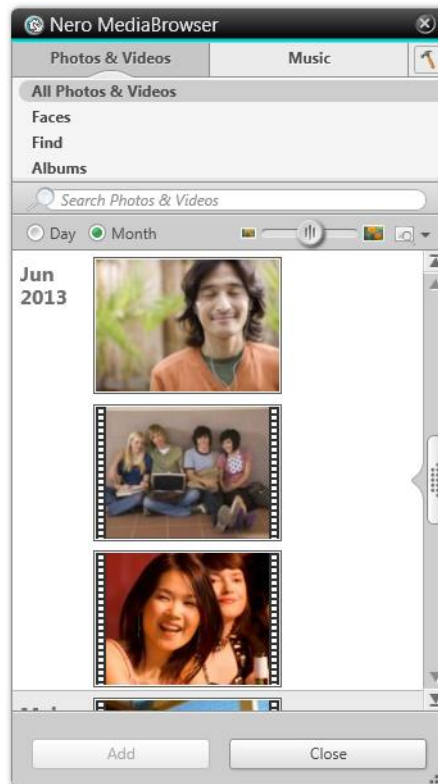 Nero MediaBrowser
Photos & Videos Music
All Photos & Videos
Faces
Find
Albums
Search Photos & Videos
Day Month
Jun
2013
Add Close